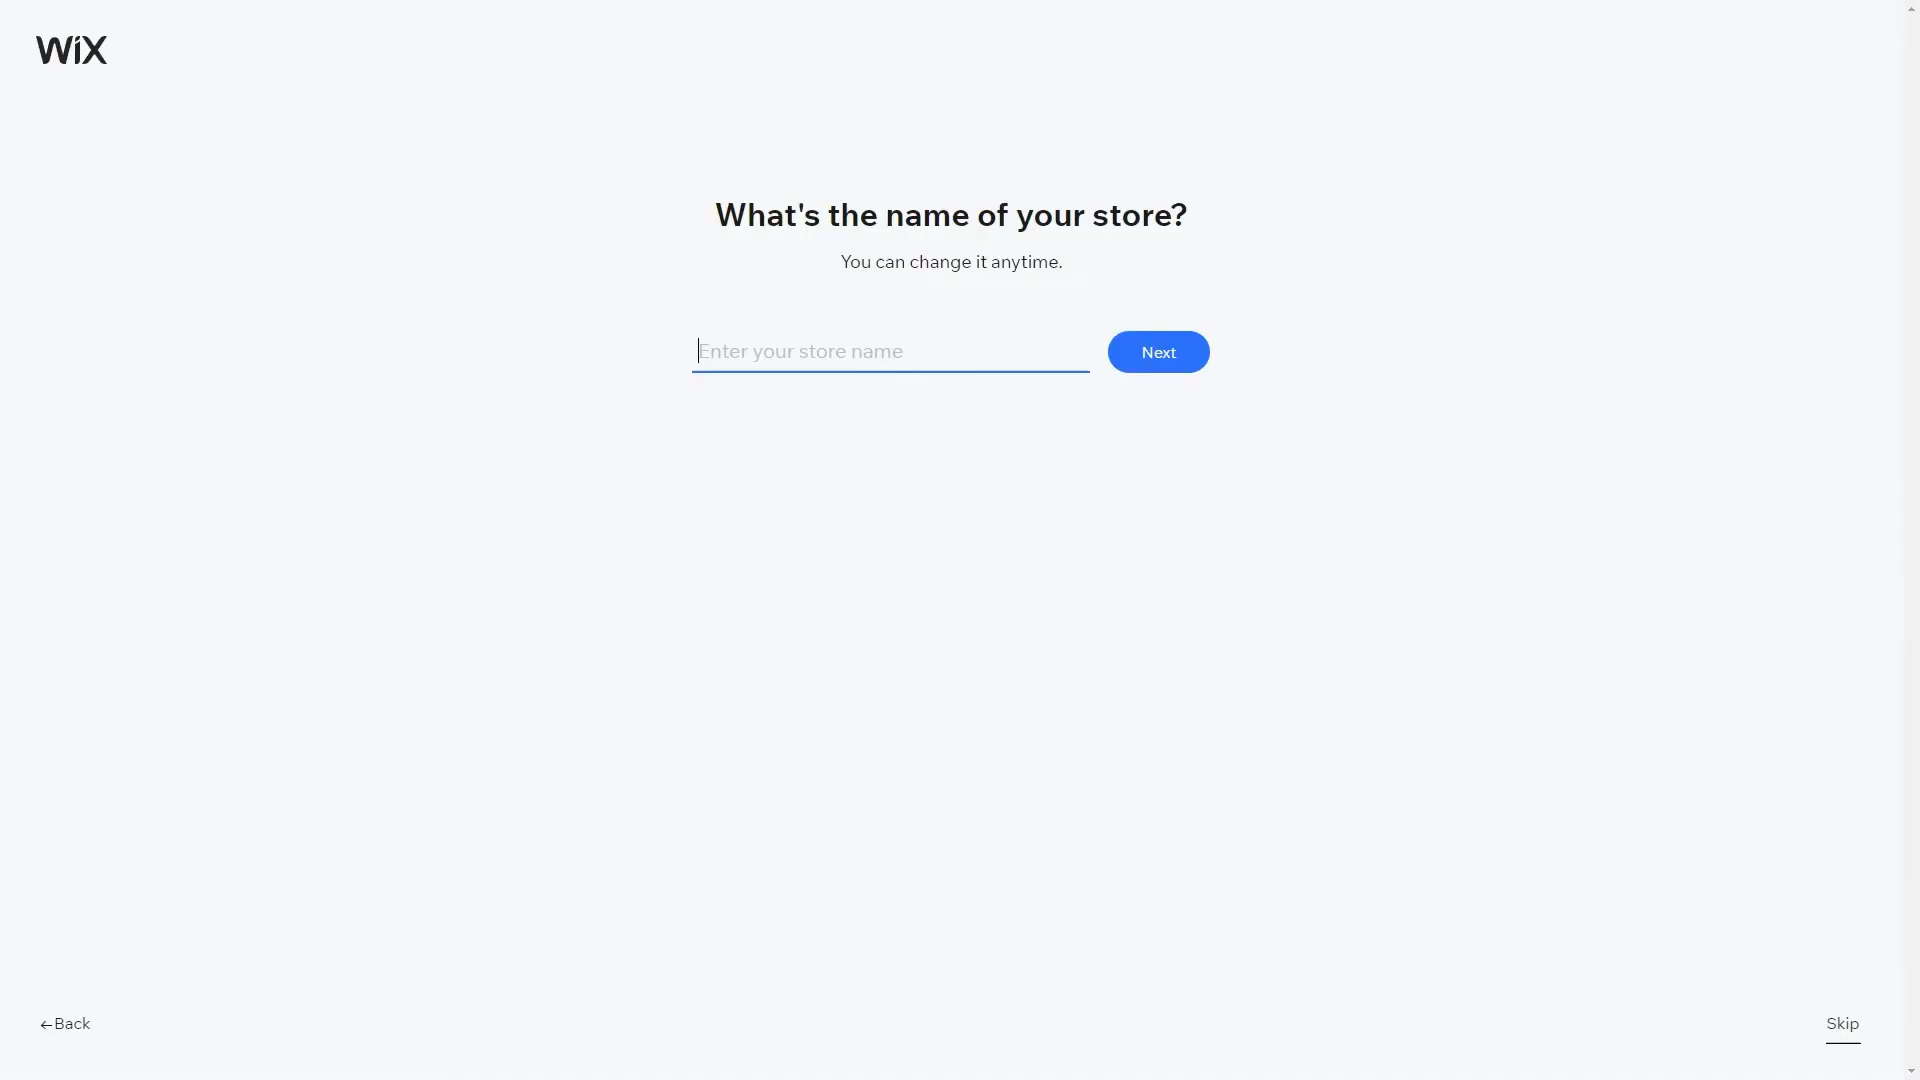 WiX
What's the name of your store?
You can change it anytime.
Enter your store name
Next
←Back
Skip